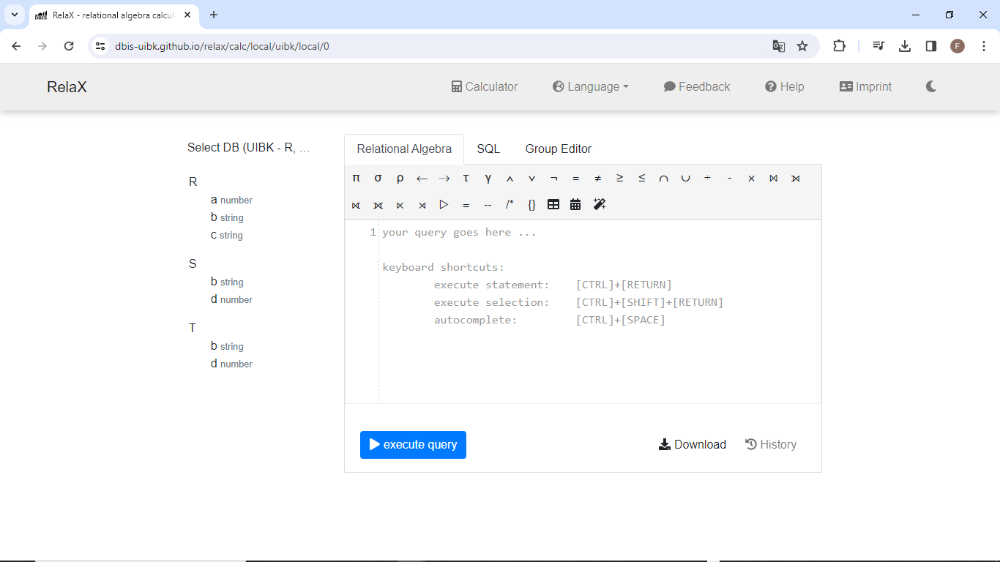 RelaX - relational algebra calcul
dbis-uibk.github.io/relax/calc/local/uibk/local/0
F
RelaX
Calculator
Language
Feedback
Help
Imprint
Select DB (UIBK - R, ...
R
a number
b string
c string
S
b string
d number
T
b string
d number
Relational Algebra
SQL
Group Editor
π σ ρ ← → τ γ ∧ ∨ ¬ = ≠ ≥ ≤ ∩ ∪ ÷ - × ⨝ ⟕
⟖ ⟗ ⋉ ⋊ ▷ = -- /* {}
1 your query goes here ...
keyboard shortcuts:
execute statement: [CTRL]+[RETURN]
execute selection: [CTRL]+[SHIFT]+[RETURN]
autocomplete: [CTRL]+[SPACE]
execute query
Download
History